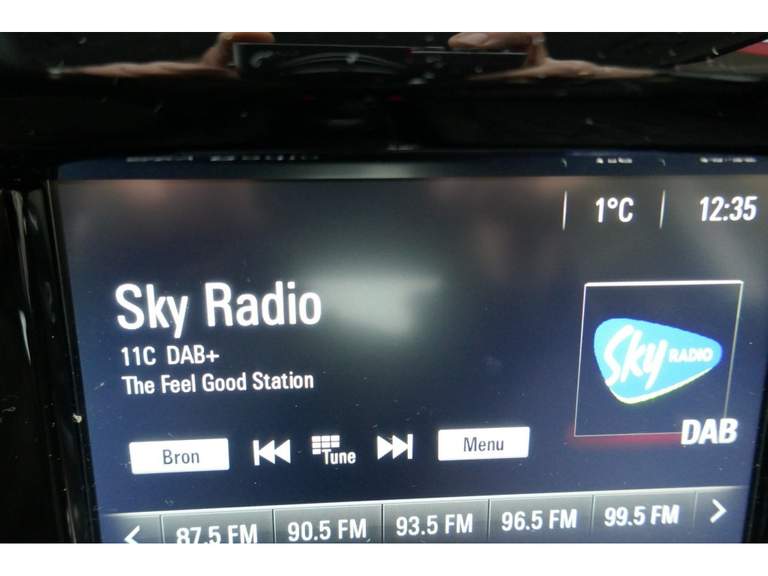 1°C 12:35
Sky Radio
11C DAB+
The Feel Good Station
Sky RADIO
DAB
Bron Tune Menu
87.5 FM 90.5 FM 93.5 FM 96.5 FM 99.5 FM